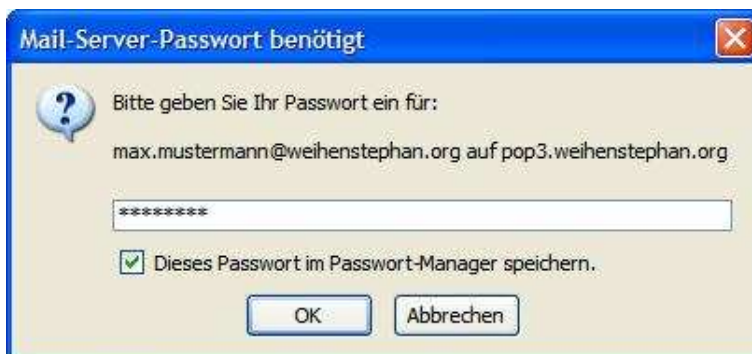 Mail-Server-Passwort benötigt
Bitte geben Sie Ihr Passwort ein für:
max.mustermann@weihenstephan.org auf pop3.weihenstephan.org
********
Dieses Passwort im Passwort-Manager speichern.
OK
Abbrechen